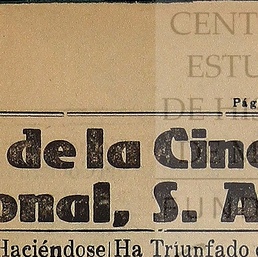 CENT
ESTU
DE H
Pág
de la Cine
onal, S. A
Haciéndose | Ha Triunfado